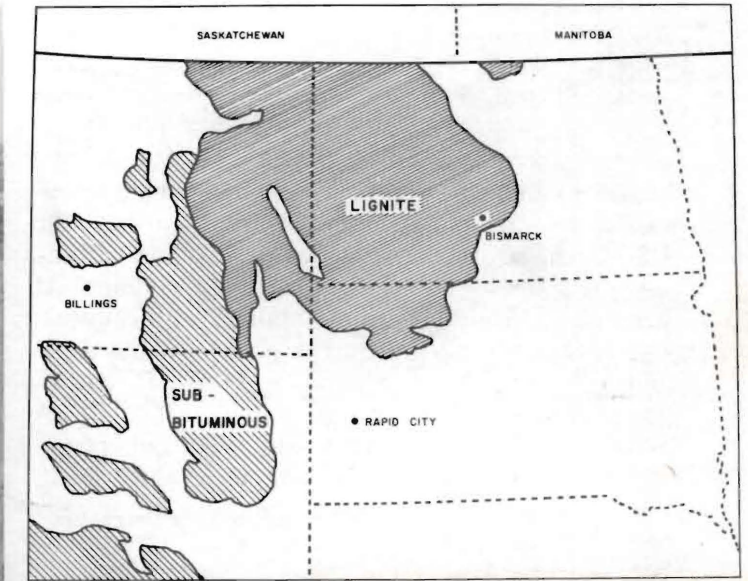 SASKATCHEWAN
MANITOBA
LIGNITE
BISMARCK
BILLINGS
SUB -
BITUMINOUS
RAPID CITY